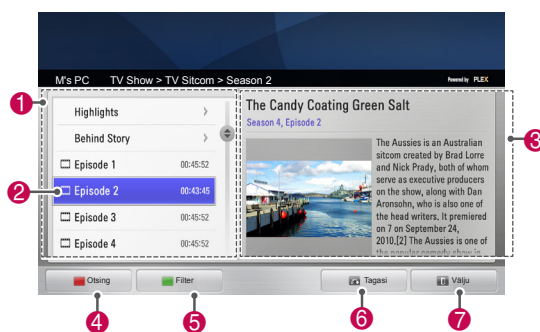 M's PC TV Show > TV Sitcom > Season 2 Powered by PLEX
1
Highlights >
Behind Story >
Episode 1 00:45:52
2
Episode 2 00:43:45
Episode 3 00:45:52
Episode 4 00:45:52
The Candy Coating Green Salt
Season 4, Episode 2
3
The Aussies is an Australian
sitcom created by Brad Lorre
and Nick Prady, both of whom
serve as executive producers
on the show, along with Dan
Aronsohn, who is also one of
the head writers. It premiered
on 7 on September 24,
2010.[2] The Aussies is one of
the popular comedy show in
Otsing Filter Tagasi Välju
4 5 6 7